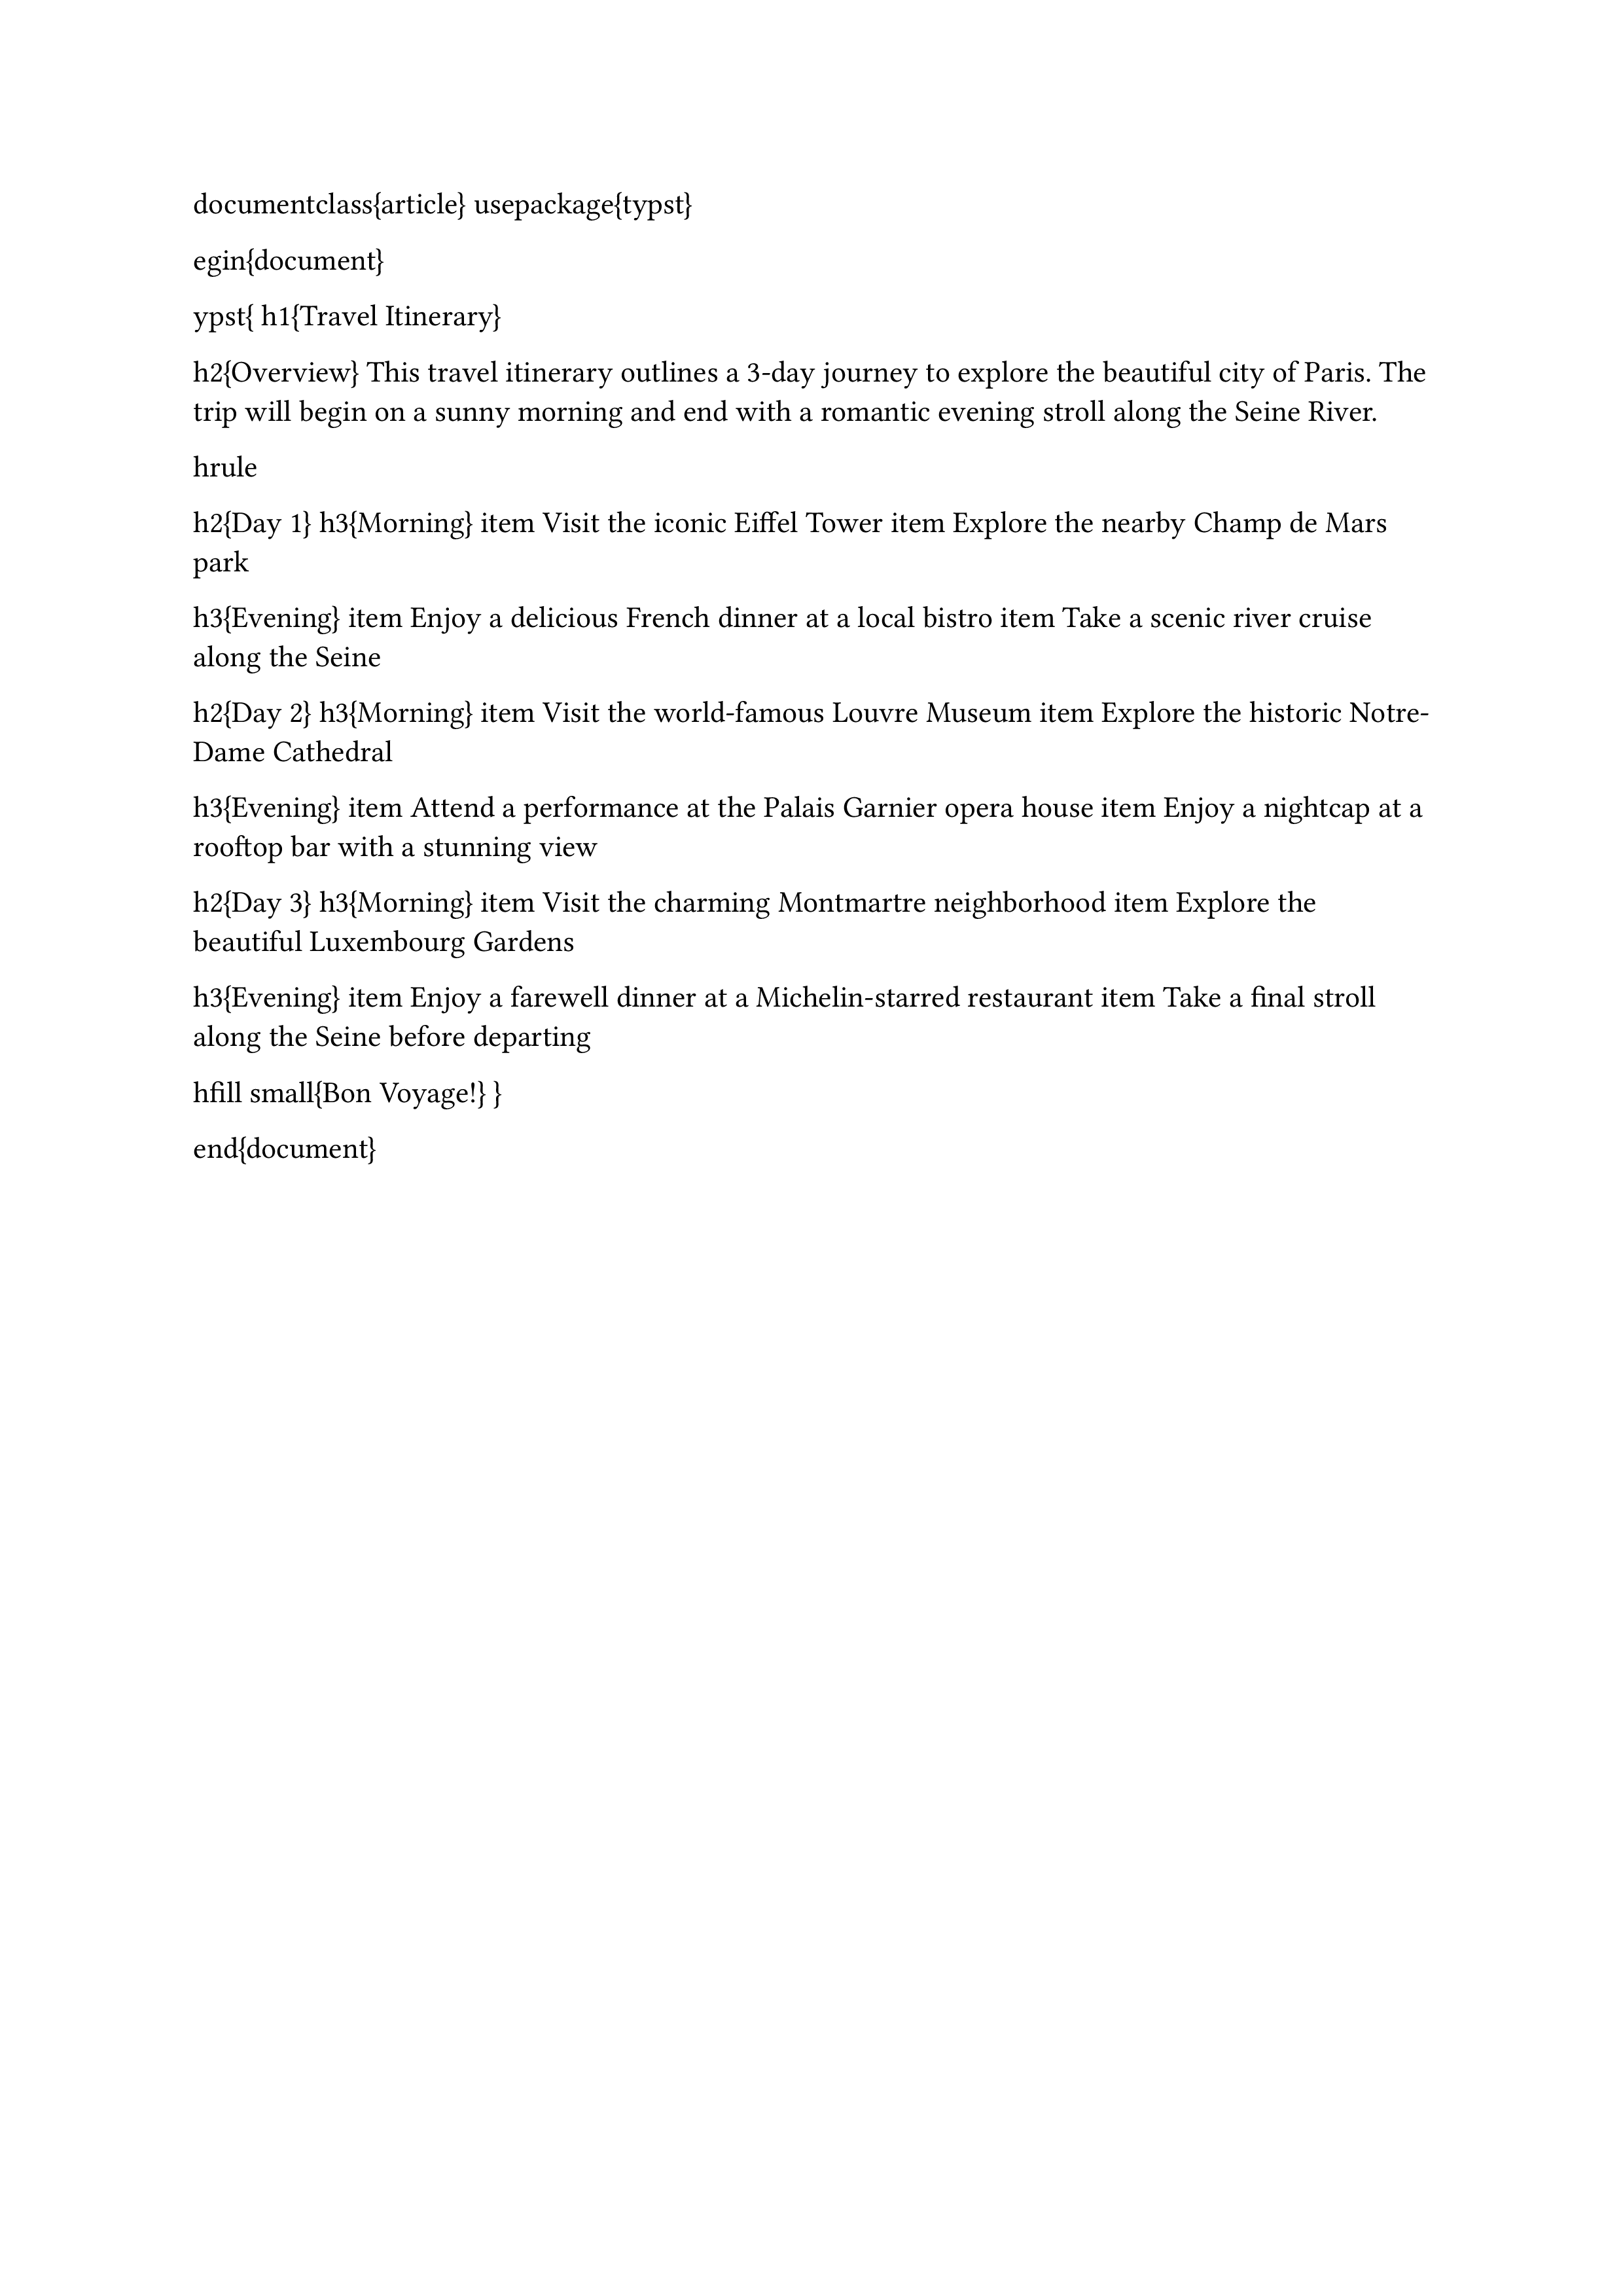 documentclass{article} usepackage{typst}
egin{document}
ypst{ h1{Travel Itinerary}
h2{Overview} This travel itinerary outlines a 3-day journey to explore the beautiful city of Paris. The
trip will begin on a sunny morning and end with a romantic evening stroll along the Seine River.
hrule
h2{Day 1} h3{Morning} item Visit the iconic Eiffel Tower item Explore the nearby Champ de Mars
park
h3{Evening} item Enjoy a delicious French dinner at a local bistro item Take a scenic river cruise
along the Seine
h2{Day 2} h3{Morning} item Visit the world-famous Louvre Museum item Explore the historic Notre-
Dame Cathedral
h3{Evening} item Attend a performance at the Palais Garnier opera house item Enjoy a nightcap at a
rooftop bar with a stunning view
h2{Day 3} h3{Morning} item Visit the charming Montmartre neighborhood item Explore the
beautiful Luxembourg Gardens
h3{Evening} item Enjoy a farewell dinner at a Michelin-starred restaurant item Take a final stroll
along the Seine before departing
hfill small{Bon Voyage!} }
end{document}